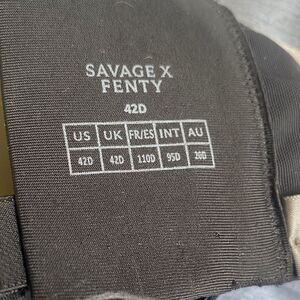 SAVAGE X
FENTY
42D
US UK FR/ES INT AU
42D 42D 110D 95D 20D